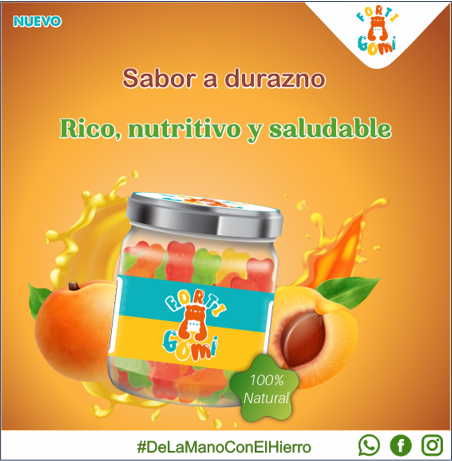 NUEVO
FORTI
GOMi
Sabor a durazno
Rico, nutritivo y saludable
FORTI
GOMi
100%
Natural
#DeLaManoConElHierro